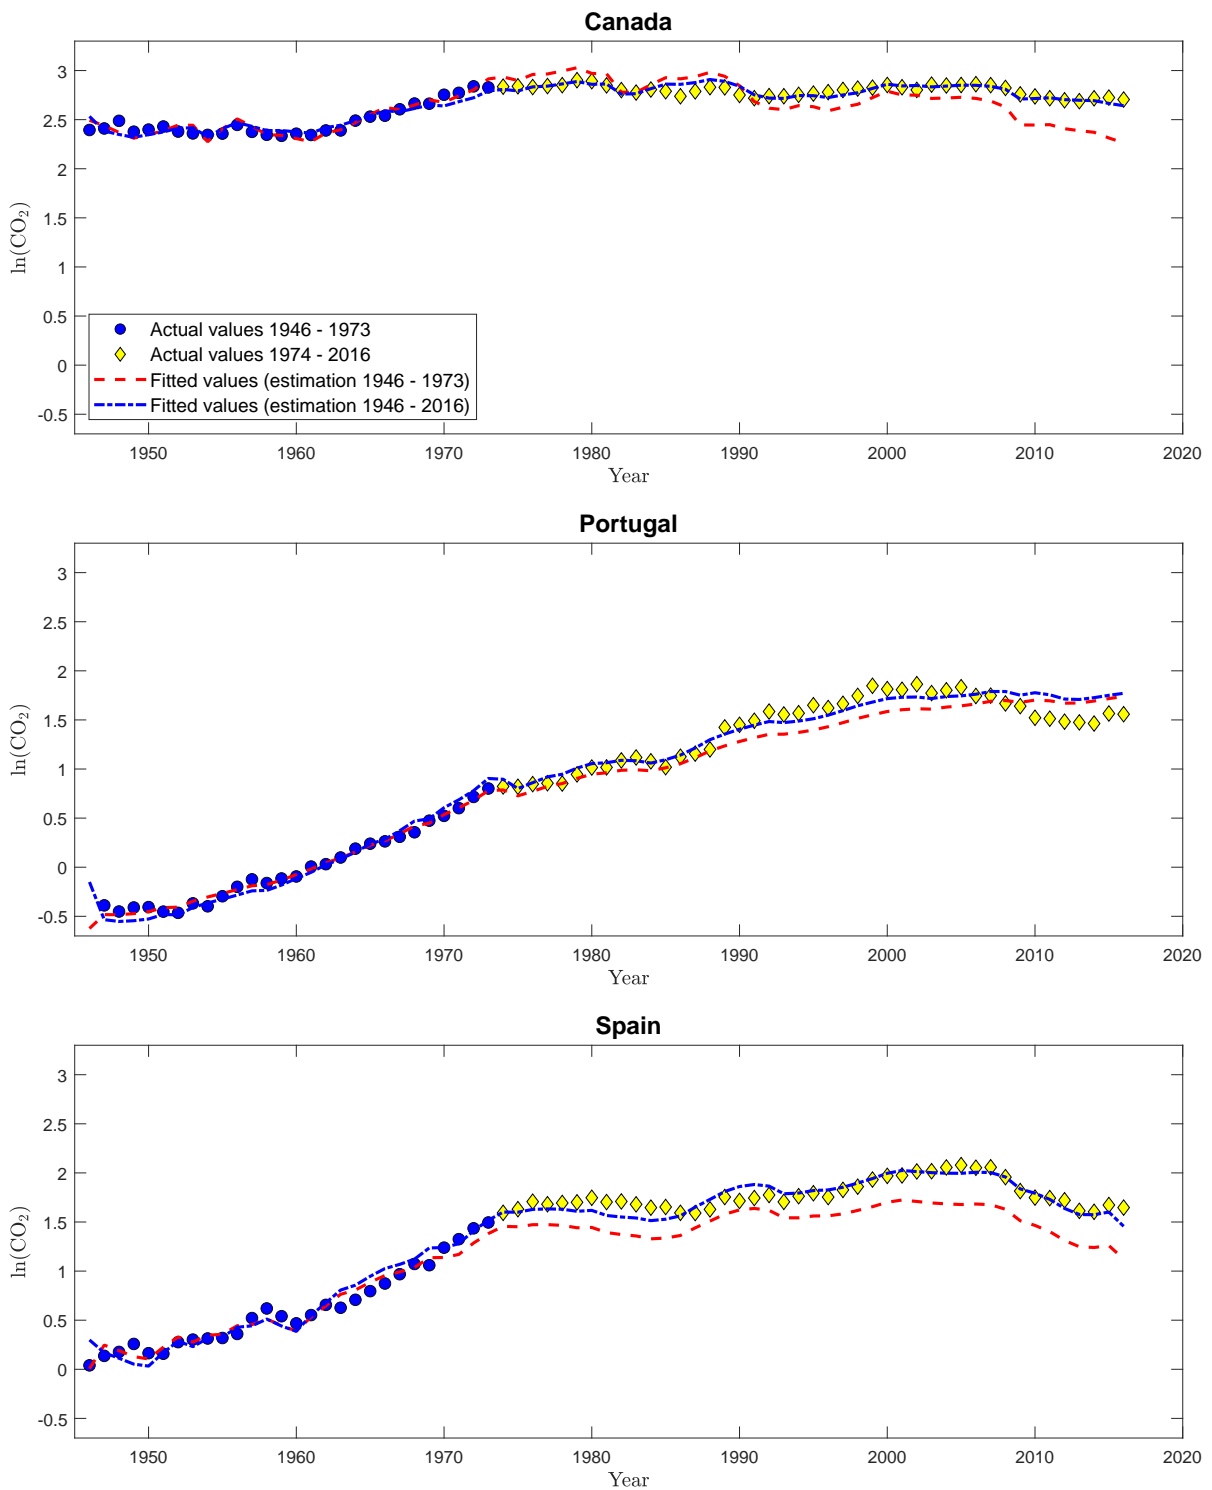 Canada
3
2.5
2
1.5
1
0.5
0
-0.5
ln(CO₂)
Actual values 1946 - 1973
Actual values 1974 - 2016
Fitted values (estimation 1946 - 1973)
Fitted values (estimation 1946 - 2016)
1950 1960 1970 1980 1990 2000 2010 2020
Year
Portugal
3
2.5
2
1.5
1
0.5
0
-0.5
ln(CO₂)
1950 1960 1970 1980 1990 2000 2010 2020
Year
Spain
3
2.5
2
1.5
1
0.5
0
-0.5
ln(CO₂)
1950 1960 1970 1980 1990 2000 2010 2020
Year